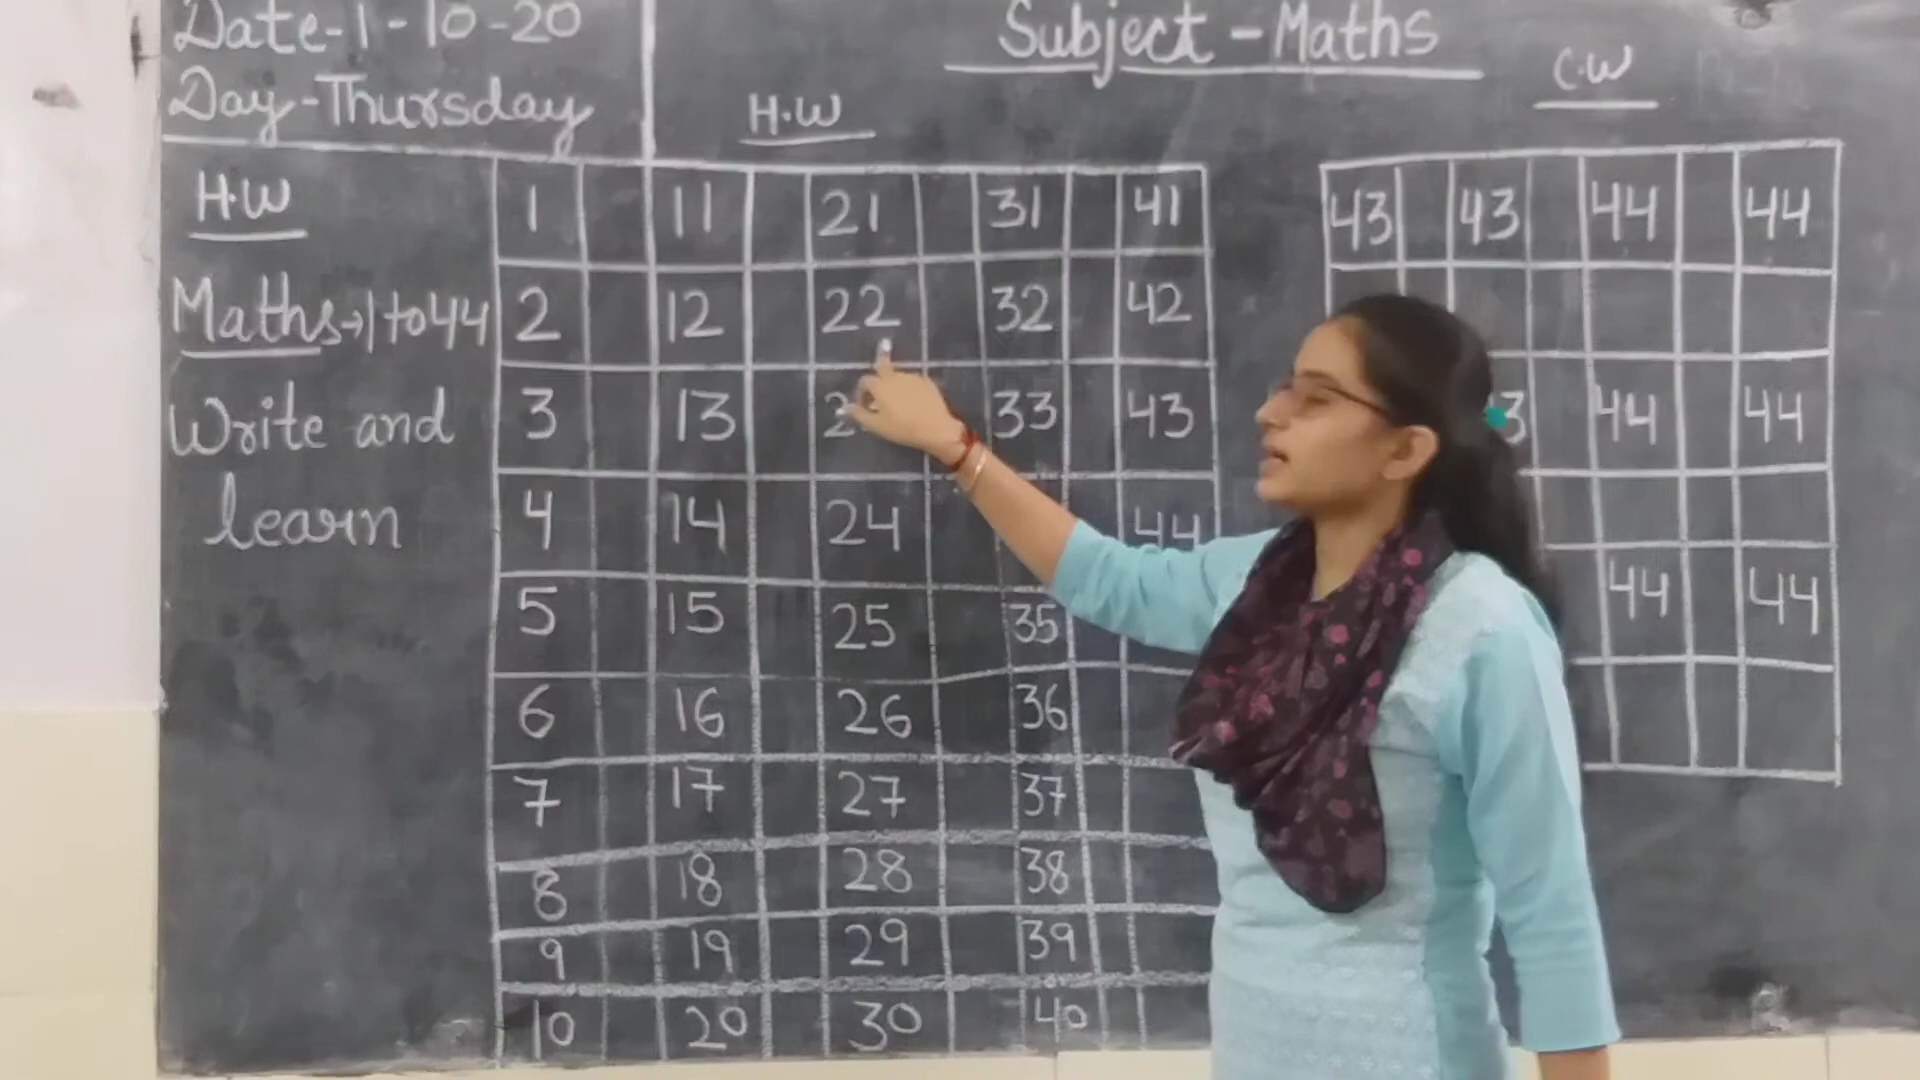 Date-1-10-20
Day-Thursday
Subject-Maths
H.W
C.W
H.W
Maths→1 to 44
Write and
learn
1 11 21 31 41
2 12 22 32 42
3 13 33 43
4 14 24 44
5 15 25 35
6 16 26 36
7 17 27 37
8 18 28 38
9 19 29 39
10 20 30 40
43 43 44 44
44 44
44 44